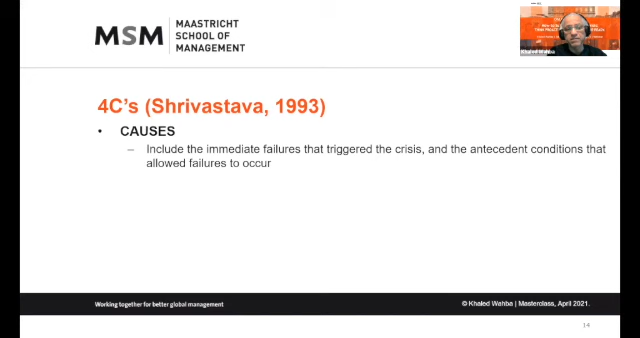 MSM
MAASTRICHT
SCHOOL OF
MANAGEMENT
Khaled Wahba
4C's (Shrivastava, 1993)
• CAUSES
– Include the immediate failures that triggered the crisis, and the antecedent conditions that
allowed failures to occur
Working together for better global management
© Khaled Wahba | Masterclass, April 2021.
14